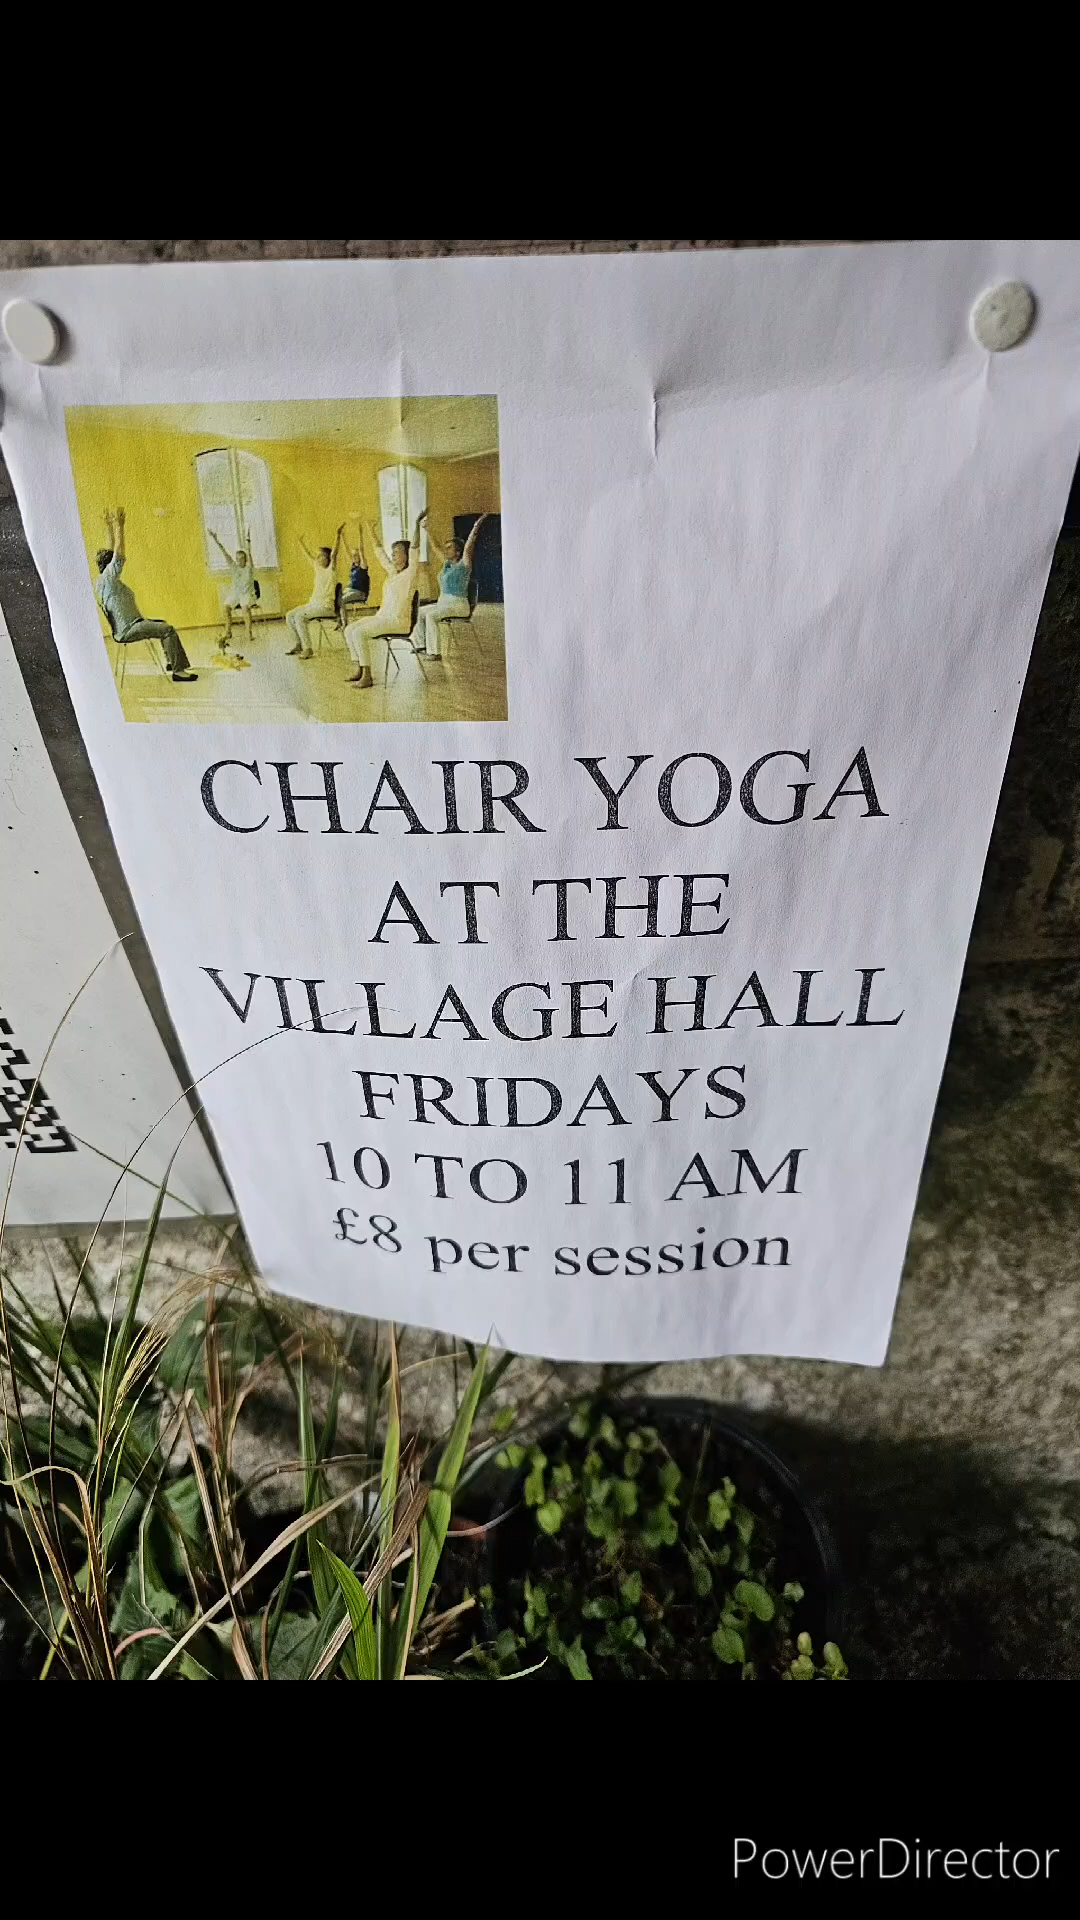 CHAIR YOGA
AT THE
VILLAGE HALL
FRIDAYS
10 TO 11 AM
£8 per session
PowerDirector